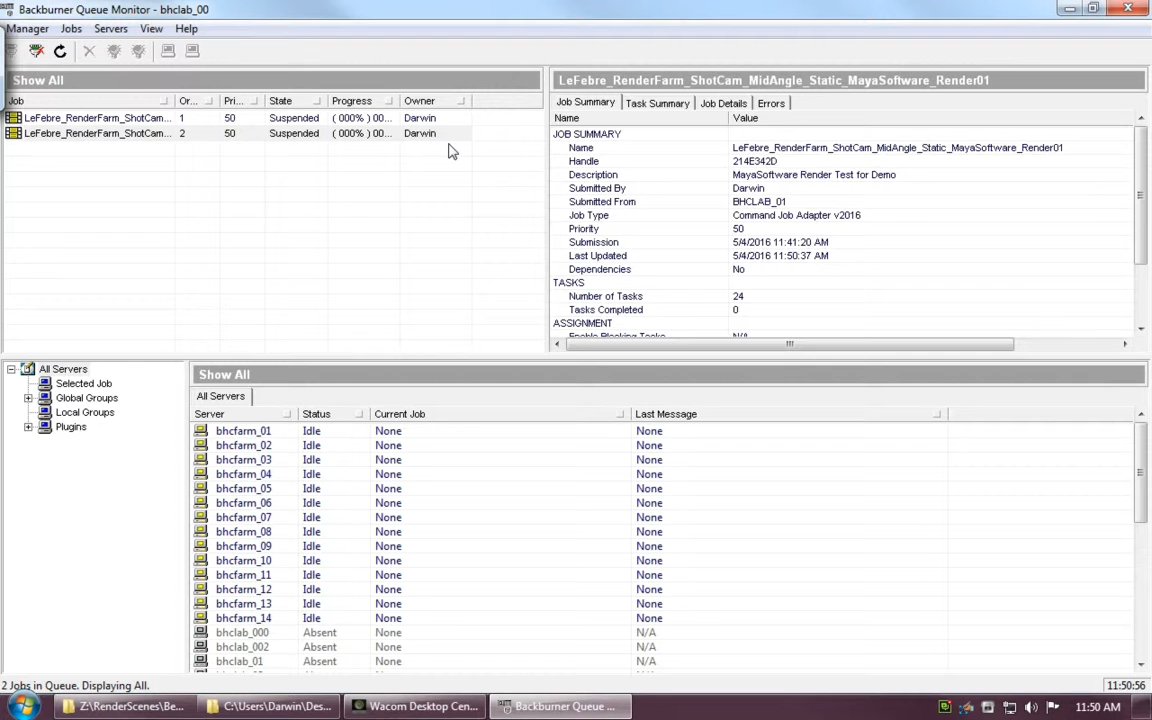 Backburner Queue Monitor - bhclab_00
Manager Jobs Servers View Help
Show All
Job Or... Pri... State Progress Owner
LeFebre_RenderFarm_ShotCam... 1 50 Suspended ( 000% ) 00... Darwin
LeFebre_RenderFarm_ShotCam... 2 50 Suspended ( 000% ) 00... Darwin
LeFebre_RenderFarm_ShotCam_MidAngle_Static_MayaSoftware_Render01
Job Summary Task Summary Job Details Errors
Name Value
JOB SUMMARY
Name LeFebre_RenderFarm_ShotCam_MidAngle_Static_MayaSoftware_Render01
Handle 214E342D
Description MayaSoftware Render Test for Demo
Submitted By Darwin
Submitted From BHCLAB_01
Job Type Command Job Adapter v2016
Priority 50
Submission 5/4/2016 11:41:20 AM
Last Updated 5/4/2016 11:50:37 AM
Dependencies No
TASKS
Number of Tasks 24
Tasks Completed 0
ASSIGNMENT
Enable Blocking Tasks N/A
All Servers
Selected Job
Global Groups
Local Groups
Plugins
Show All
All Servers
Server Status Current Job Last Message
bhcfarm_01 Idle None None
bhcfarm_02 Idle None None
bhcfarm_03 Idle None None
bhcfarm_04 Idle None None
bhcfarm_05 Idle None None
bhcfarm_06 Idle None None
bhcfarm_07 Idle None None
bhcfarm_08 Idle None None
bhcfarm_09 Idle None None
bhcfarm_10 Idle None None
bhcfarm_11 Idle None None
bhcfarm_12 Idle None None
bhcfarm_13 Idle None None
bhcfarm_14 Idle None None
bhclab_000 Absent None N/A
bhclab_002 Absent None N/A
bhclab_01 Absent None N/A
2 Jobs in Queue. Displaying All. 11:50:56
Z:\RenderScenes\Be... C:\Users\Darwin\Des... Wacom Desktop Cen... Backburner Queue ... 11:50 AM